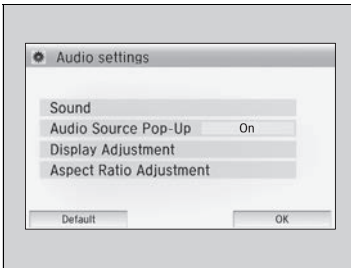 Audio settings
Sound
Audio Source Pop-Up On
Display Adjustment
Aspect Ratio Adjustment
Default OK